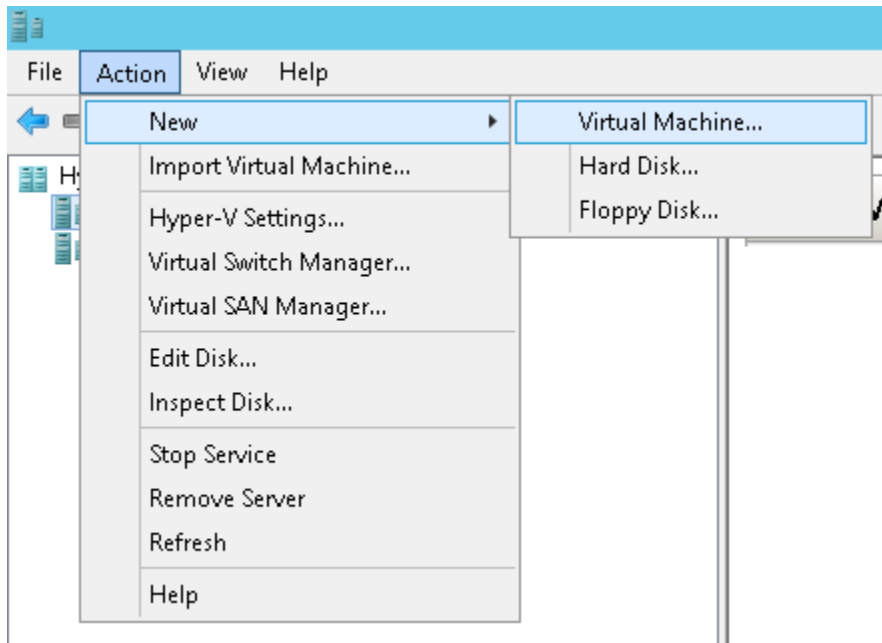 File Action View Help
New Virtual Machine...
Import Virtual Machine... Hard Disk...
Hyper-V Settings... Floppy Disk...
Virtual Switch Manager...
Virtual SAN Manager...
Edit Disk...
Inspect Disk...
Stop Service
Remove Server
Refresh
Help